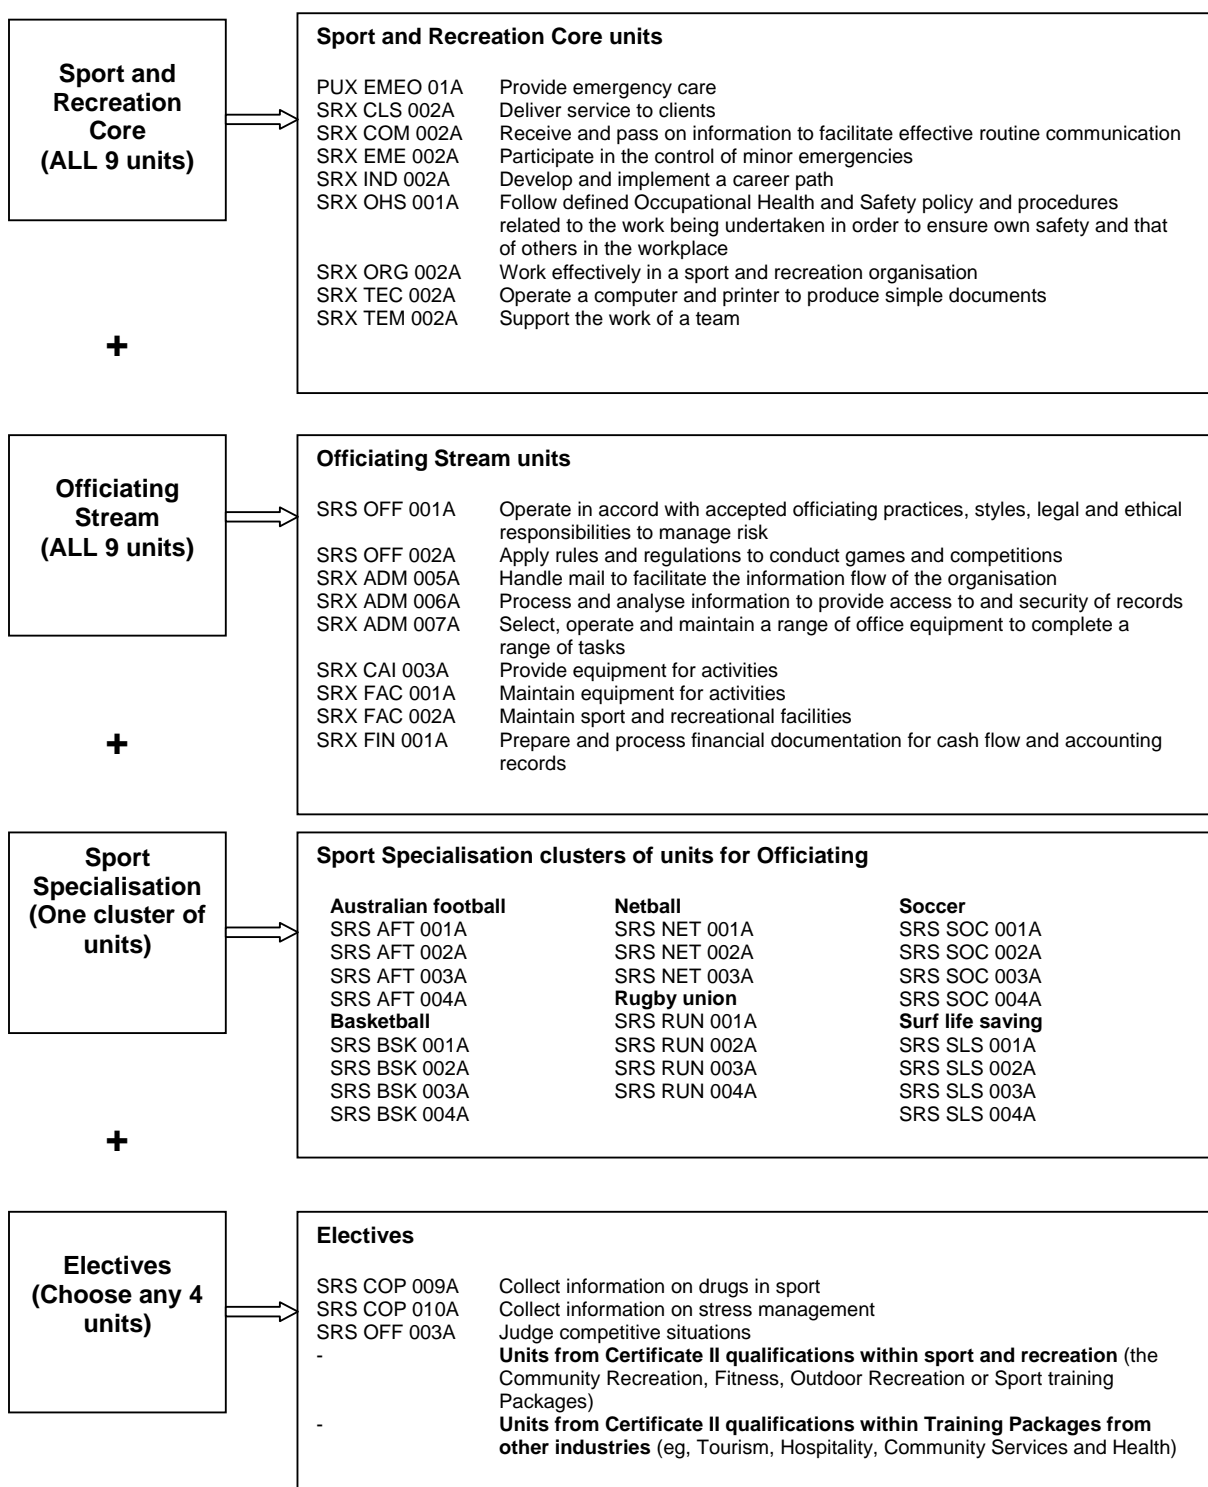 Sport and
Recreation
Core
(ALL 9 units)
Sport and Recreation Core units
PUX EMEO 01A Provide emergency care
SRX CLS 002A Deliver service to clients
SRX COM 002A Receive and pass on information to facilitate effective routine communication
SRX EME 002A Participate in the control of minor emergencies
SRX IND 002A Develop and implement a career path
SRX OHS 001A Follow defined Occupational Health and Safety policy and procedures
related to the work being undertaken in order to ensure own safety and that
of others in the workplace
SRX ORG 002A Work effectively in a sport and recreation organisation
SRX TEC 002A Operate a computer and printer to produce simple documents
SRX TEM 002A Support the work of a team
+
Officiating
Stream
(ALL 9 units)
Officiating Stream units
SRS OFF 001A Operate in accord with accepted officiating practices, styles, legal and ethical
responsibilities to manage risk
SRS OFF 002A Apply rules and regulations to conduct games and competitions
SRX ADM 005A Handle mail to facilitate the information flow of the organisation
SRX ADM 006A Process and analyse information to provide access to and security of records
SRX ADM 007A Select, operate and maintain a range of office equipment to complete a
range of tasks
SRX CAI 003A Provide equipment for activities
SRX FAC 001A Maintain equipment for activities
SRX FAC 002A Maintain sport and recreational facilities
SRX FIN 001A Prepare and process financial documentation for cash flow and accounting
records
+
Sport
Specialisation
(One cluster of
units)
Sport Specialisation clusters of units for Officiating
Australian football
SRS AFT 001A
SRS AFT 002A
SRS AFT 003A
SRS AFT 004A
Basketball
SRS BSK 001A
SRS BSK 002A
SRS BSK 003A
SRS BSK 004A
Netball
SRS NET 001A
SRS NET 002A
SRS NET 003A
Rugby union
SRS RUN 001A
SRS RUN 002A
SRS RUN 003A
SRS RUN 004A
Soccer
SRS SOC 001A
SRS SOC 002A
SRS SOC 003A
SRS SOC 004A
Surf life saving
SRS SLS 001A
SRS SLS 002A
SRS SLS 003A
SRS SLS 004A
+
Electives
(Choose any 4
units)
Electives
SRS COP 009A Collect information on drugs in sport
SRS COP 010A Collect information on stress management
SRS OFF 003A Judge competitive situations
- Units from Certificate II qualifications within sport and recreation (the
Community Recreation, Fitness, Outdoor Recreation or Sport training
Packages)
- Units from Certificate II qualifications within Training Packages from
other industries (eg, Tourism, Hospitality, Community Services and Health)